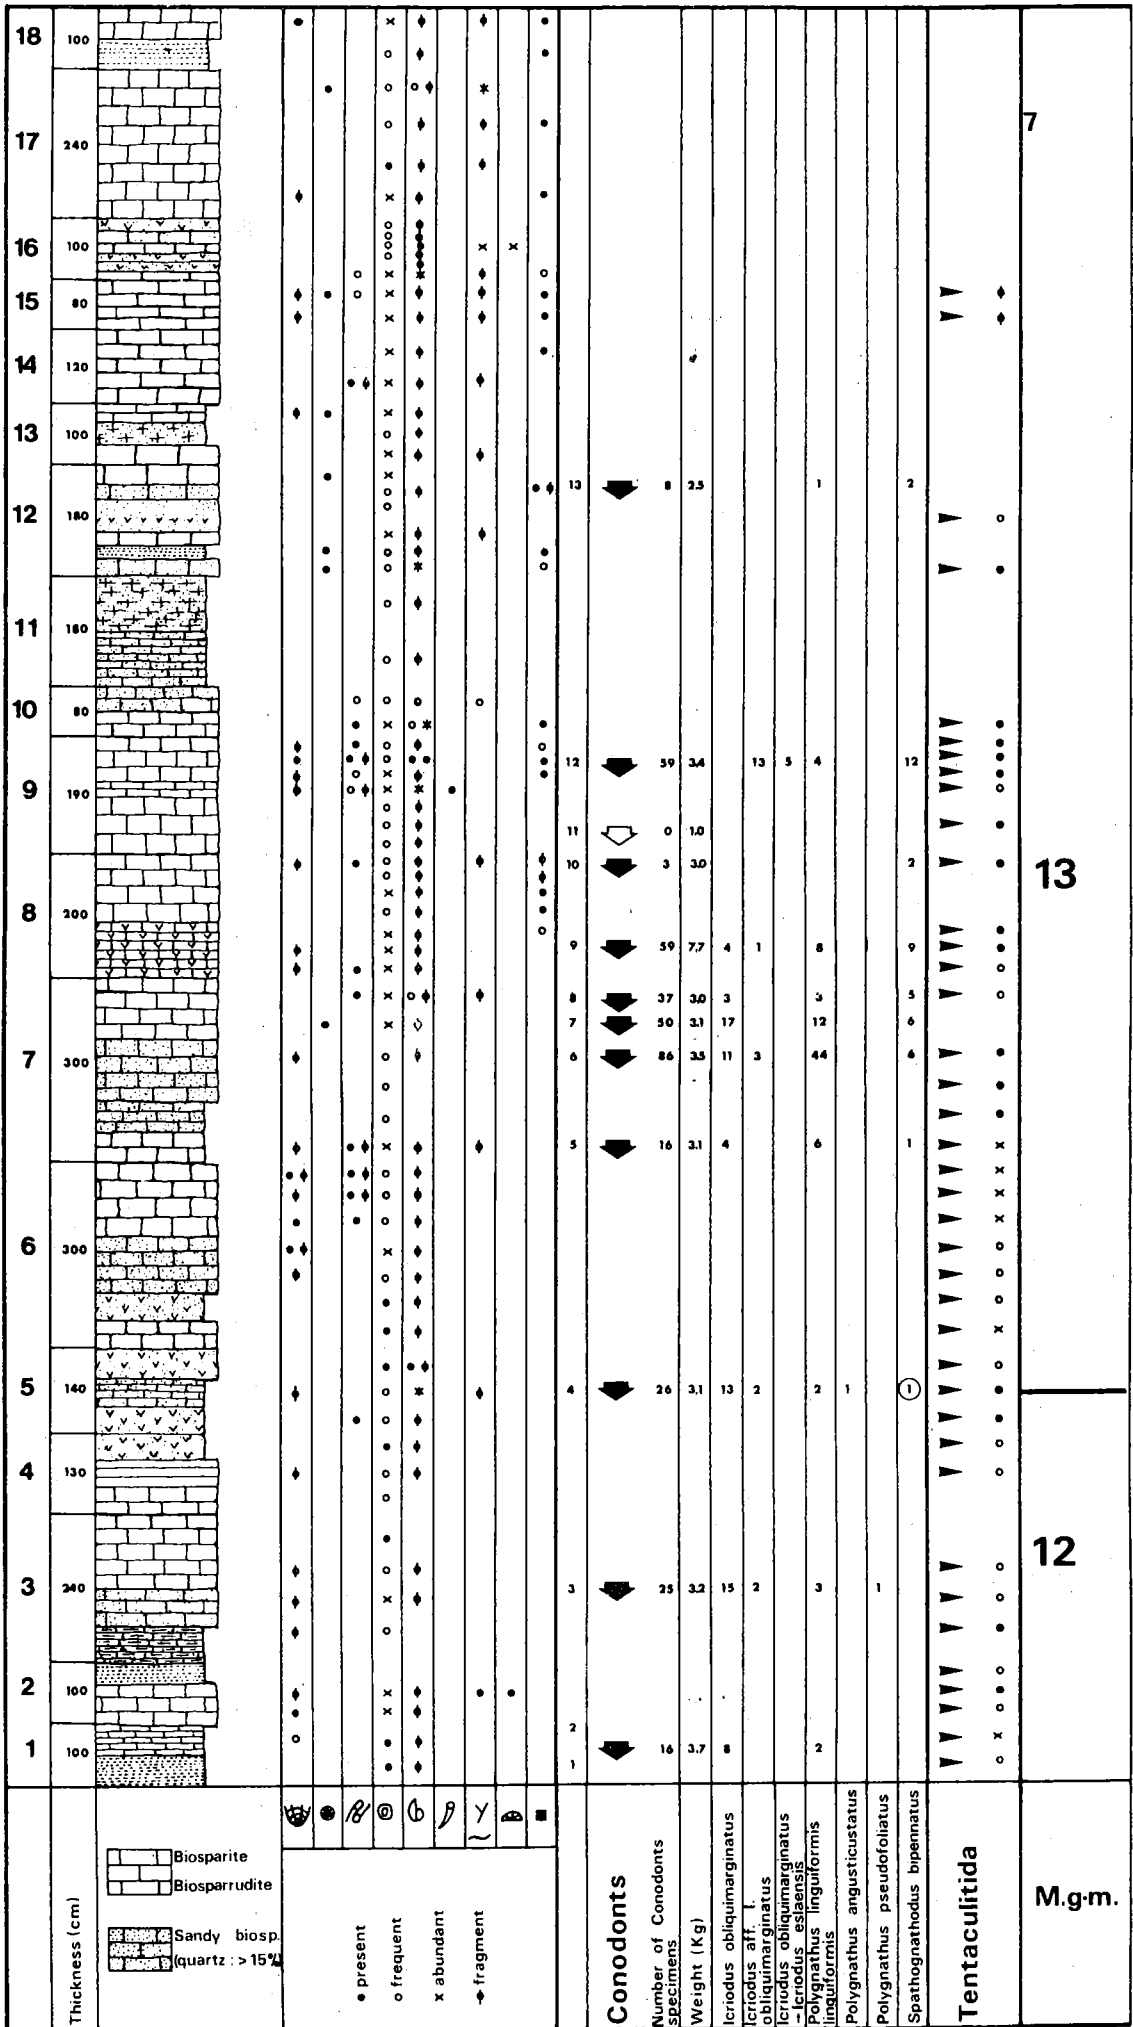 18 100
17 240 7
16 100
15 80
14 120
13 100
13 8 2.5 1 2
12 180
11 160
10 80
12 59 3.4 13 5 4 12
9 190
11 0 1.0
10 3 3.0 2
13
8 200
9 59 7.7 4 1 8 9
8 37 3.0 3 3 5
7 50 3.1 17 12 6
7 300
6 86 3.5 11 3 44 6
5 16 3.1 4 6 1
6 300
5 140
4 26 3.1 13 2 2 1 1
4 130
12
3 240
3 25 3.2 15 2 3 1
2 100
2
1 100
16 3.7 8 2
1
Thickness (cm)
Biosparite
Biosparrudite
Sandy biosp.
(quartz : > 15%)
present
frequent
abundant
fragment
Conodonts
Number of Conodonts
specimens
Weight (Kg)
Icriodus obliquimarginatus
Icriodus aff. I.
obliquimarginatus
Icriodus obliquimarginatus
- Icriodus eslaensis
Polygnathus linguiformis
linguiformis
Polygnathus angusticustatus
Polygnathus pseudofoliatus
Spathognathodus bipennatus
Tentaculitida
M.g-m.